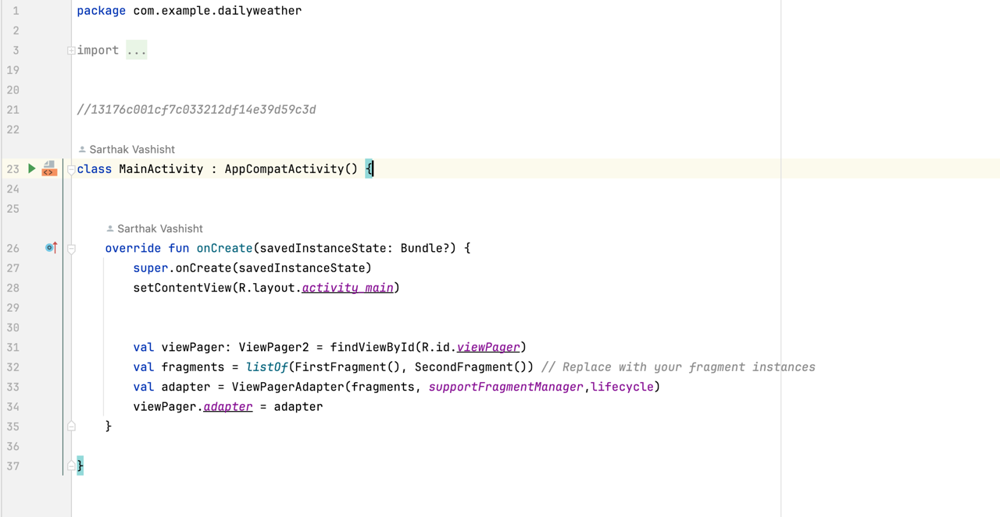 1 package com.example.dailyweather
2
3 import ...
19
20
21 //13176c001cf7c033212df14e39d59c3d
22
Sarthak Vashisht
23 class MainActivity : AppCompatActivity() {
24
25
Sarthak Vashisht
26 override fun onCreate(savedInstanceState: Bundle?) {
27 super.onCreate(savedInstanceState)
28 setContentView(R.layout.activity_main)
29
30
31 val viewPager: ViewPager2 = findViewById(R.id.viewPager)
32 val fragments = listOf(FirstFragment(), SecondFragment()) // Replace with your fragment instances
33 val adapter = ViewPagerAdapter(fragments, supportFragmentManager,lifecycle)
34 viewPager.adapter = adapter
35 }
36
37 }